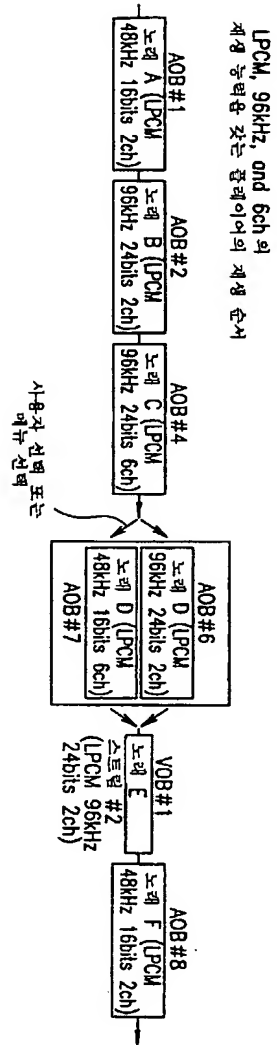 LPCM, 96kHz, and 6ch의
재생 능력을 갖는 플레이어의 재생 순서
AOB#1
노래 A (LPCM
48kHz 16bits 2ch)
AOB#2
노래 B (LPCM
96kHz 24bits 2ch)
AOB#4
노래 C (LPCM
96kHz 24bits 6ch)
사용자 선택 또는
메뉴 선택
AOB#6
노래 D (LPCM
96kHz 24bits 2ch)
노래 D (LPCM
48kHz 16bits 6ch)
AOB#7
VOB#1
노래 E
스트림 #2
(LPCM 96kHz
24bits 2ch)
AOB#8
노래 F (LPCM
48kHz 16bits 2ch)